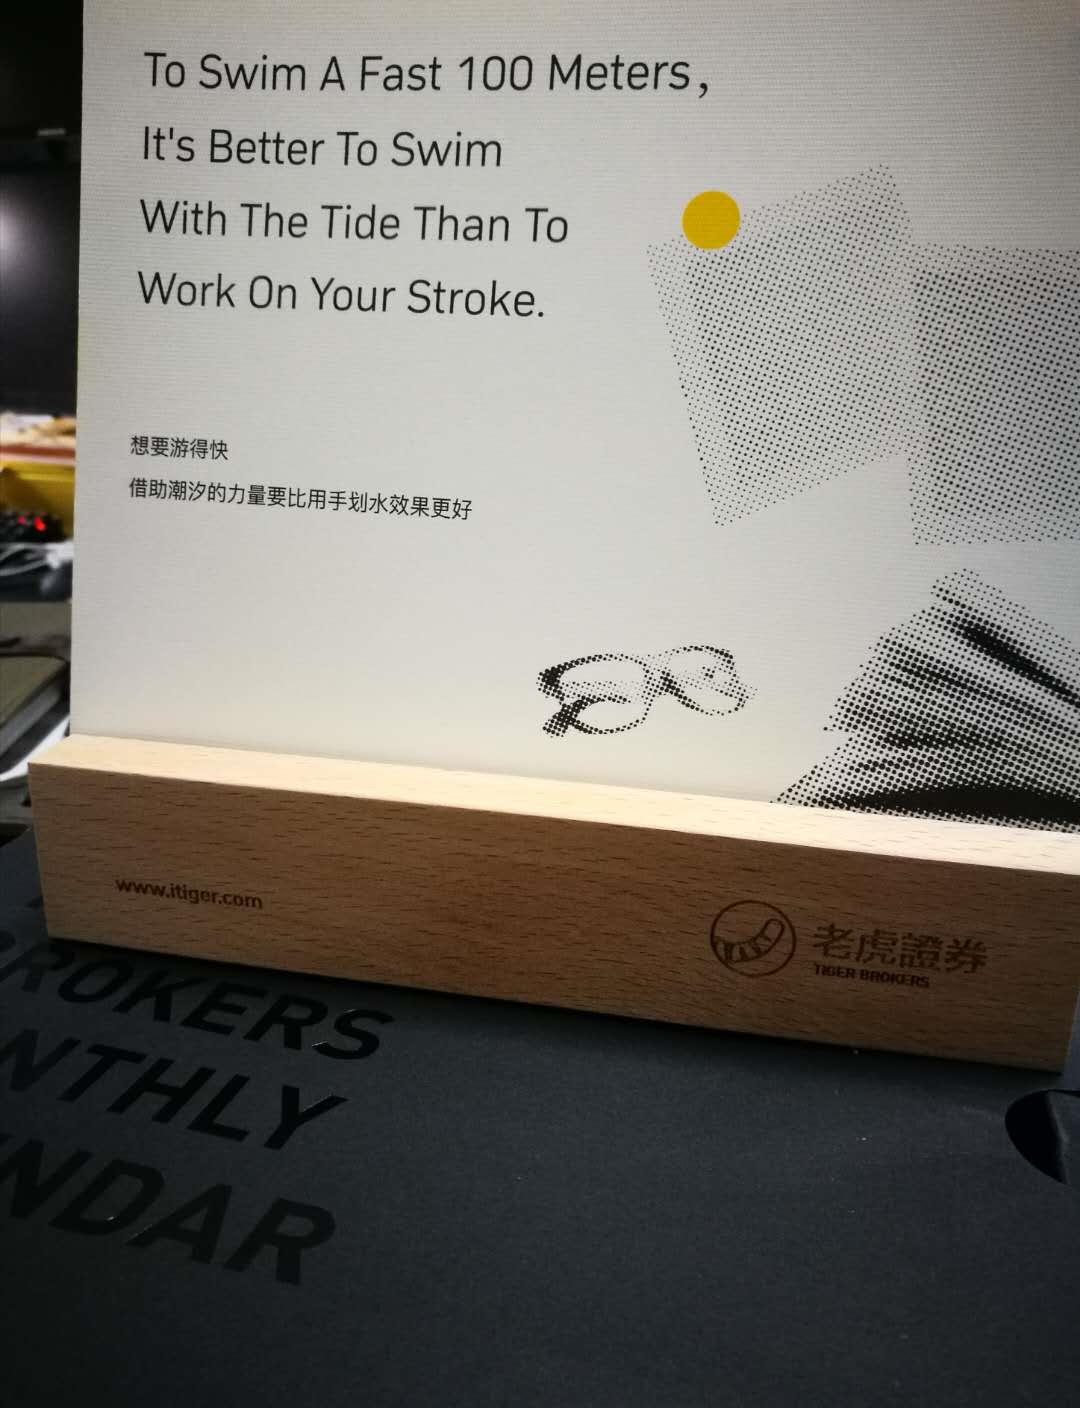 To Swim A Fast 100 Meters,
It's Better To Swim
With The Tide Than To
Work On Your Stroke.
想要游得快
借助潮汐的力量要比用手划水效果更好
www.itiger.com
老虎證券
TIGER BROKERS
ROKERS
NTHLY
NDAR